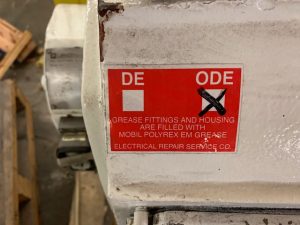 DE ODE
GREASE FITTINGS AND HOUSING
ARE FILLED WITH
MOBIL POLYREX EM GREASE
ELECTRICAL REPAIR SERVICE CO.